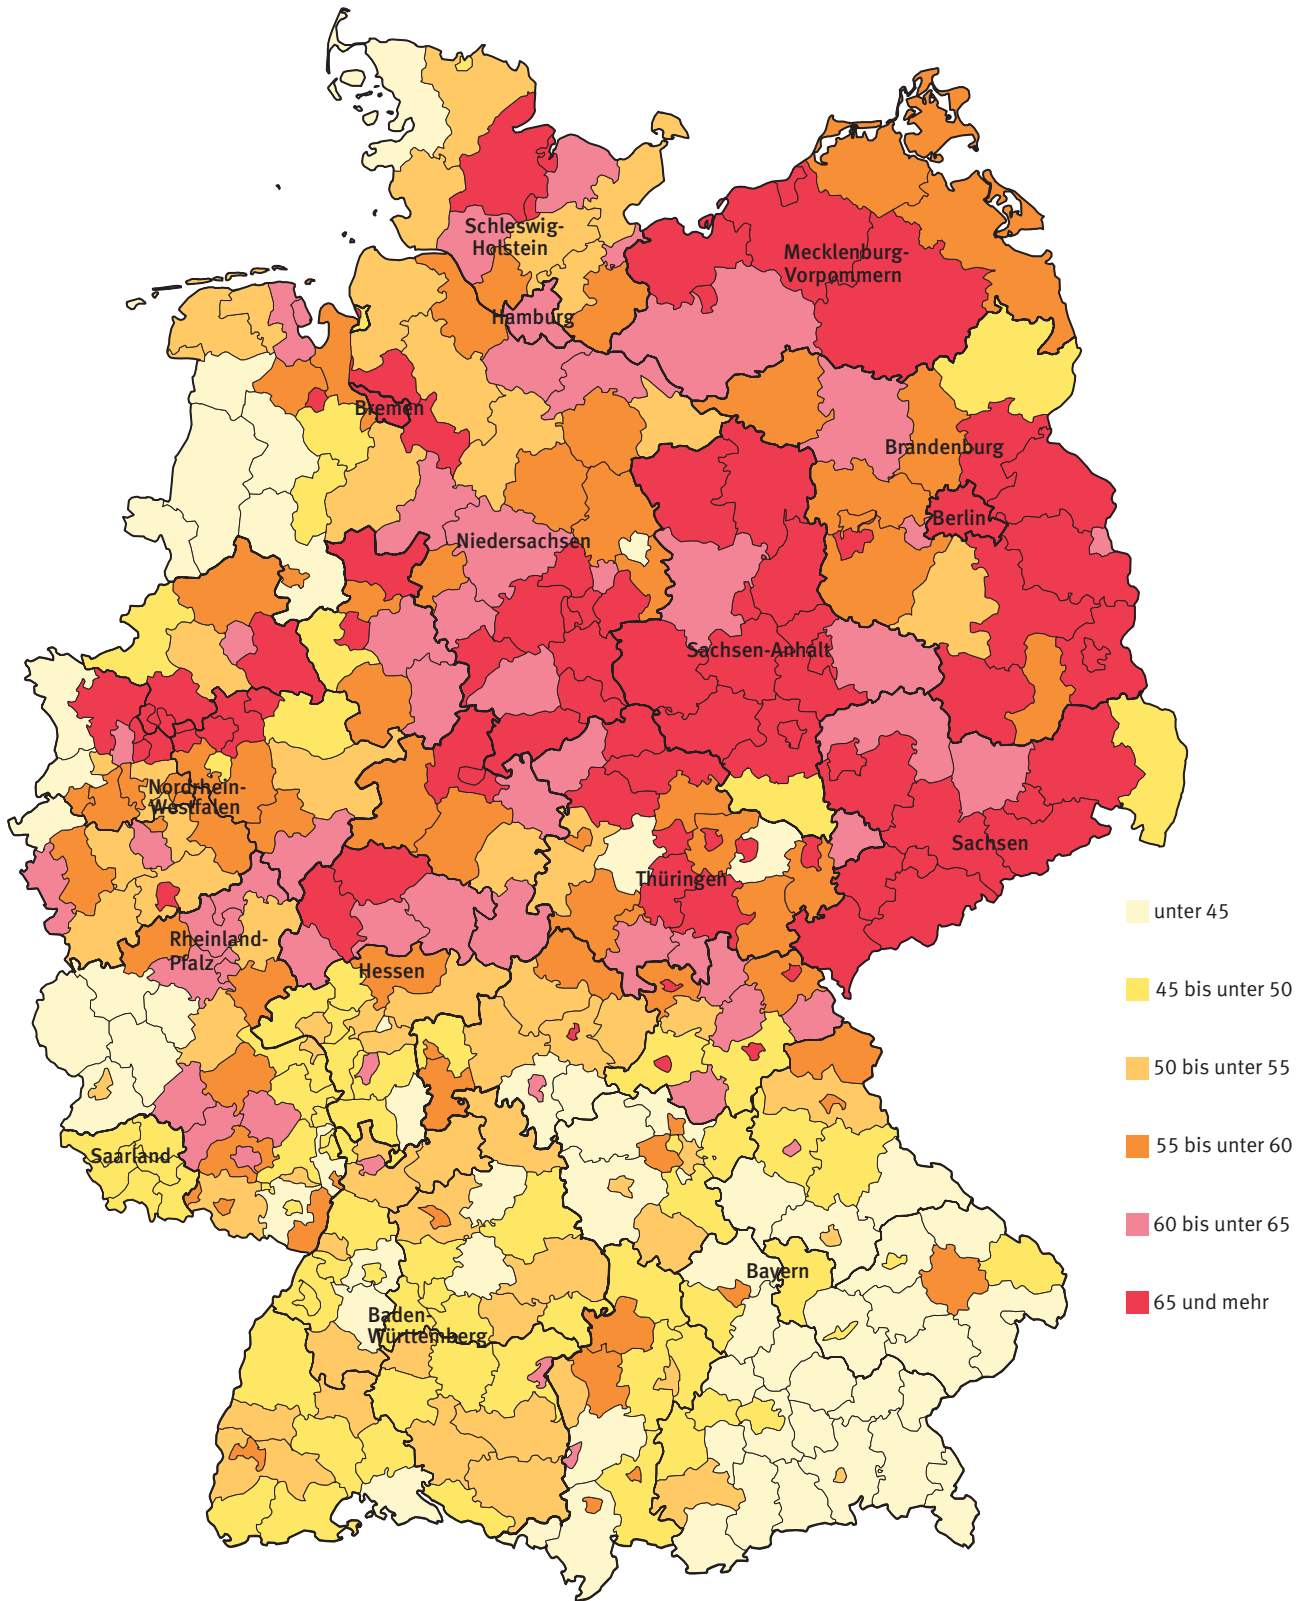 Schleswig-
Holstein
Mecklenburg-
Vorpommern
Hamburg
Bremen
Brandenburg
Berlin
Niedersachsen
Sachsen-Anhalt
Nordrhein-
Westfalen
Sachsen
Thüringen
Rheinland-
Pfalz
Hessen
Saarland
Bayern
Baden-
Württemberg
unter 45
45 bis unter 50
50 bis unter 55
55 bis unter 60
60 bis unter 65
65 und mehr